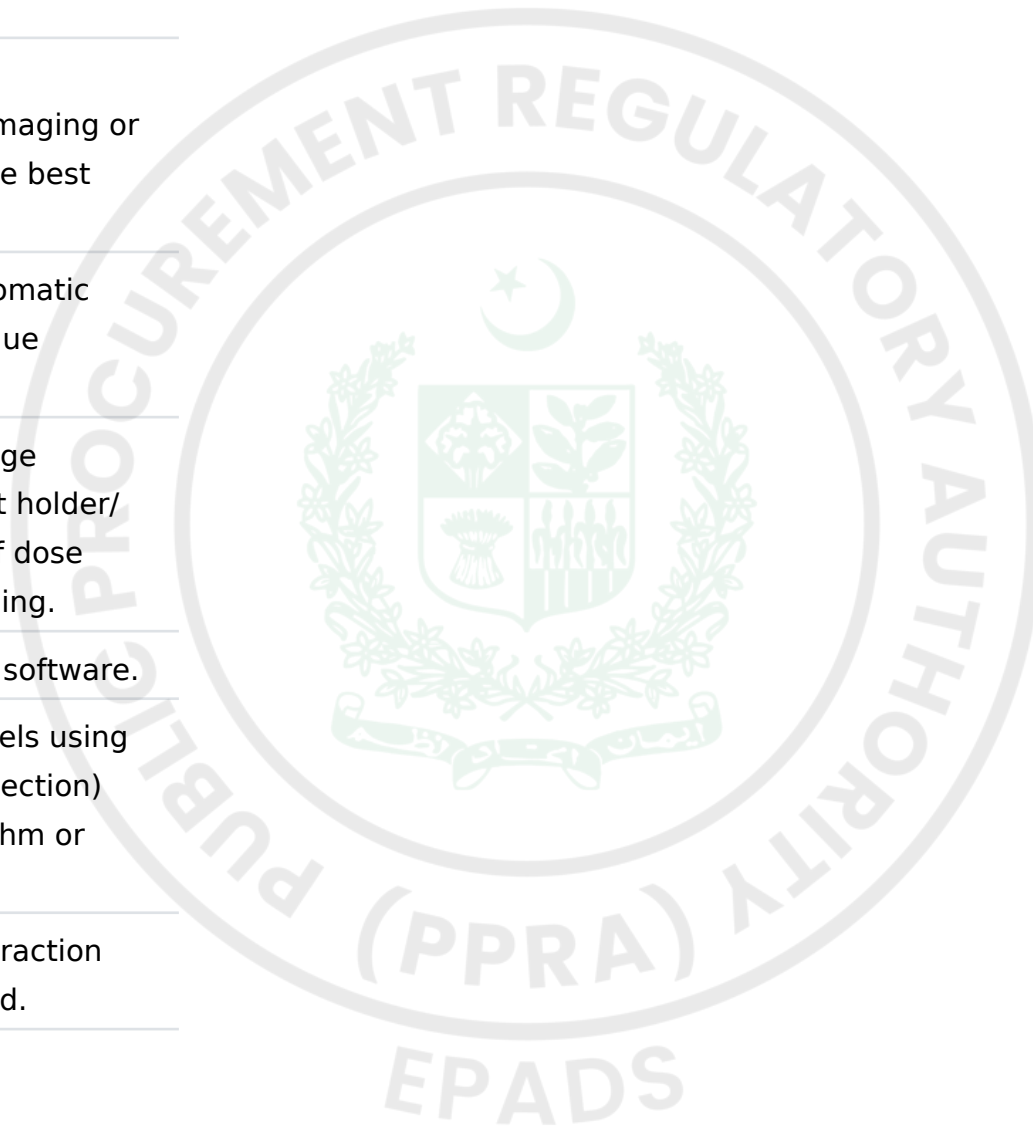 maging or
e best
omatic
ue
ge
t holder/
f dose
ing.
software.
els using
ection)
hm or
raction
d.
PUBLIC PROCUREMENT REGULATORY AUTHORITY
(PPRA)
EPADS